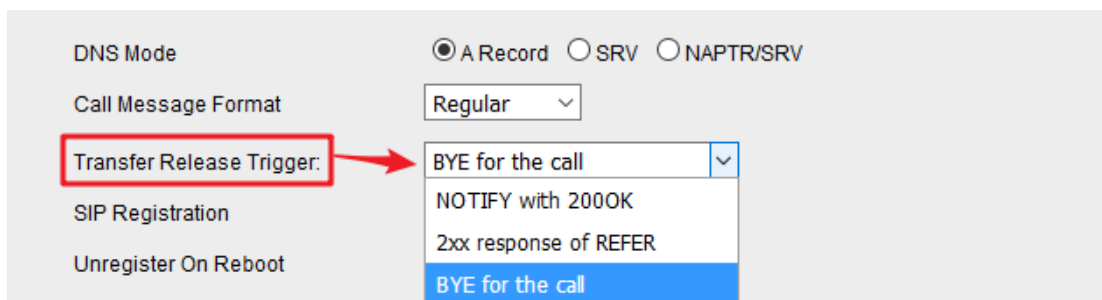 DNS Mode A Record SRV NAPTR/SRV
Call Message Format Regular
Transfer Release Trigger: BYE for the call
NOTIFY with 200OK
SIP Registration
2xx response of REFER
Unregister On Reboot
BYE for the call